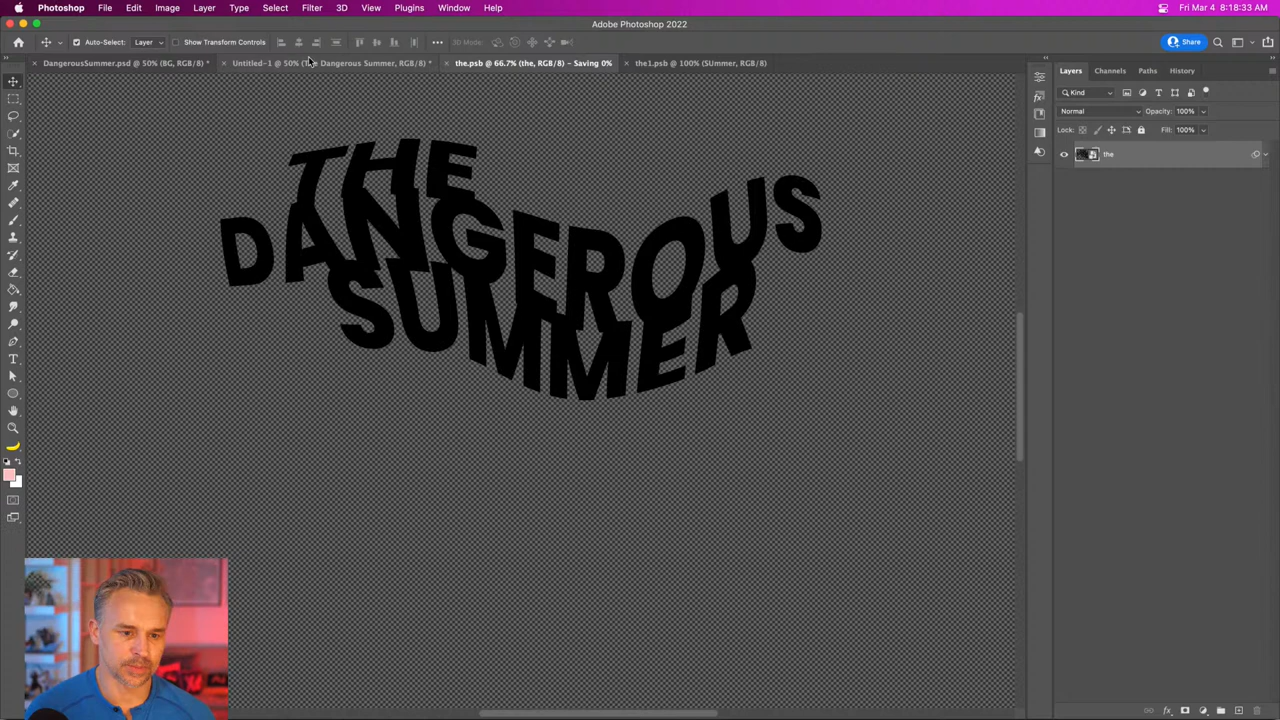 Photoshop File Edit Image Layer Type Select Filter 3D View Plugins Window Help Fri Mar 4 8:18:33 AM
Adobe Photoshop 2022
Auto-Select: Layer Show Transform Controls 3D Mode: Share
DangerousSummer.psd @ 50% (BG, RGB/8) * Untitled-1 @ 50% Dangerous Summer, RGB/8) * the.psb @ 66.7% (the, RGB/8) – Saving 0% the1.psb @ 100% (SUmmer, RGB/8)
Layers Channels Paths History
Kind
Normal Opacity: 100%
Lock: Fill: 100%
the
THE
DANGEROUS
SUMMER